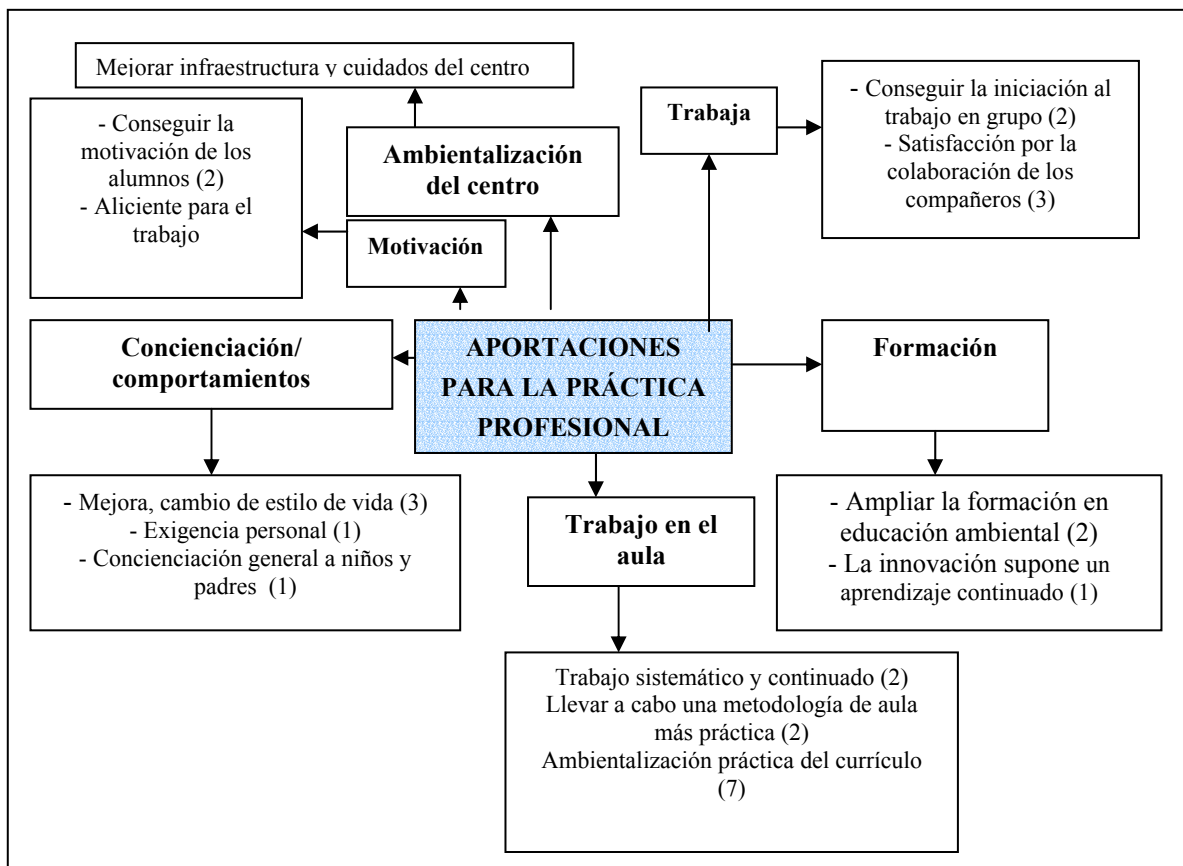 Mejorar infraestructura y cuidados del centro
- Conseguir la
motivación de los
alumnos (2)
- Aliciente para el
trabajo
Ambientalización
del centro
Motivación
Trabaja
- Conseguir la iniciación al
trabajo en grupo (2)
- Satisfacción por la
colaboración de los
compañeros (3)
Concienciación/
comportamientos
APORTACIONES
PARA LA PRÁCTICA
PROFESIONAL
Formación
- Mejora, cambio de estilo de vida (3)
- Exigencia personal (1)
- Concienciación general a niños y
padres (1)
Trabajo en el
aula
- Ampliar la formación en
educación ambiental (2)
- La innovación supone un
aprendizaje continuado (1)
Trabajo sistemático y continuado (2)
Llevar a cabo una metodología de aula
más práctica (2)
Ambientalización práctica del currículo
(7)